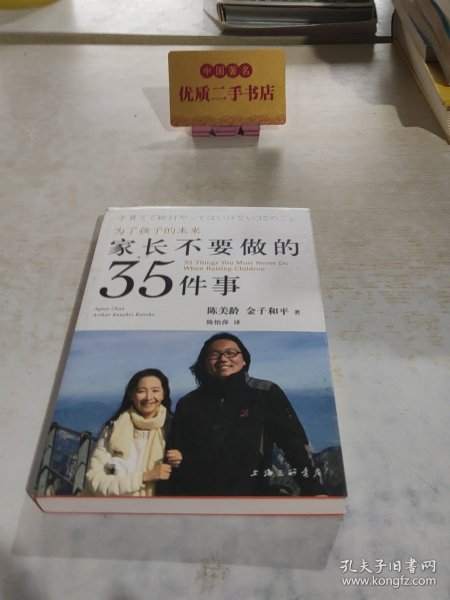 中国著名
优质二手书店
子育てで絶対やってはいけない35のこと
为了孩子的未来
家长不要做的
35 Things You Must Never Do
When Raising Children
35件事
Agnes Chan
陈美龄 金子和平 著
陈怡萍 译
上海三联书店
孔夫子旧书网
www.kongfz.com